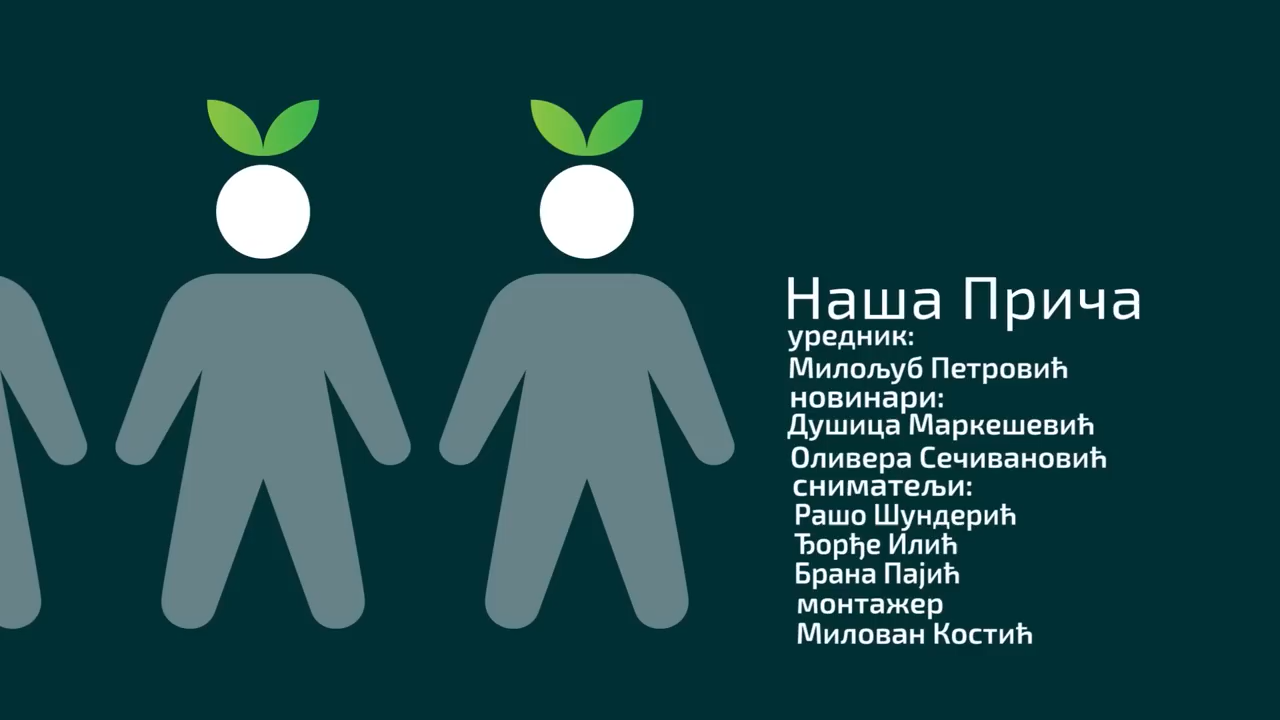 Наша Прича
уредник:
Милољуб Петровић
новинари:
Душица Маркешевић
Оливера Сечивановић
сниматељи:
Рашо Шундерић
Ђорђе Илић
Брана Пајић
монтажер
Милован Костић